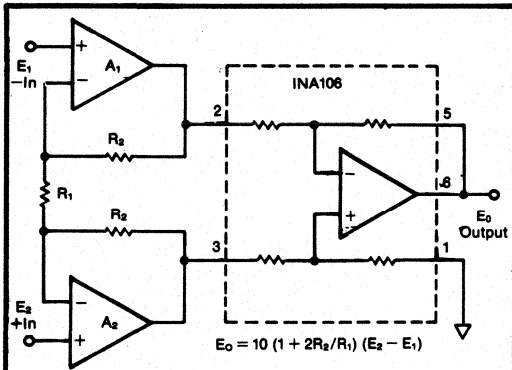 E₁
−In
+
−
A₁
R₂
R₁
R₂
−
+
A₂
E₂
+In
INA106
2
5
−
+
6
3
1
E₀
Output
E₀ = 10 (1 + 2R₂/R₁) (E₂ − E₁)